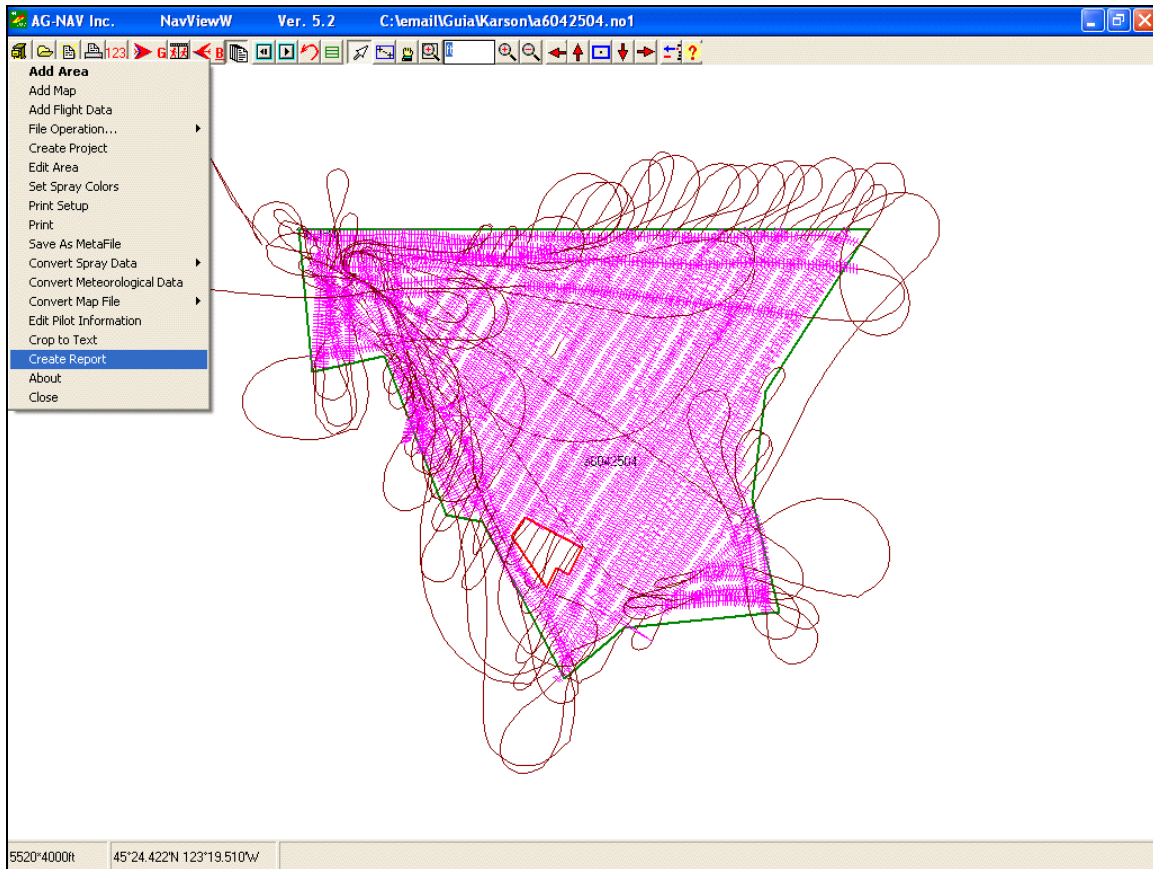 AG-NAV Inc. NavViewW Ver. 5.2 C:\email\Guia\Karson\a6042504.no1
123 G B ft ?
Add Area
Add Map
Add Flight Data
File Operation...
Create Project
Edit Area
Set Spray Colors
Print Setup
Print
Save As MetaFile
Convert Spray Data
Convert Meteorological Data
Convert Map File
Edit Pilot Information
Crop to Text
Create Report
About
Close
a6042504
5520*4000ft 45°24.422'N 123°19.510'W